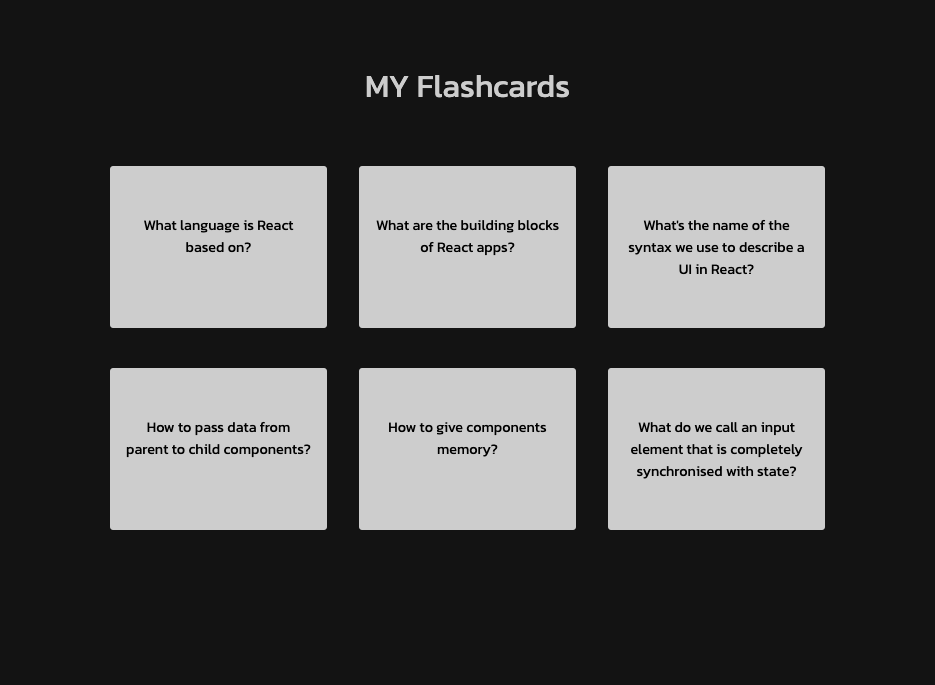 MY Flashcards
What language is React
based on?
What are the building blocks
of React apps?
What's the name of the
syntax we use to describe a
UI in React?
How to pass data from
parent to child components?
How to give components
memory?
What do we call an input
element that is completely
synchronised with state?